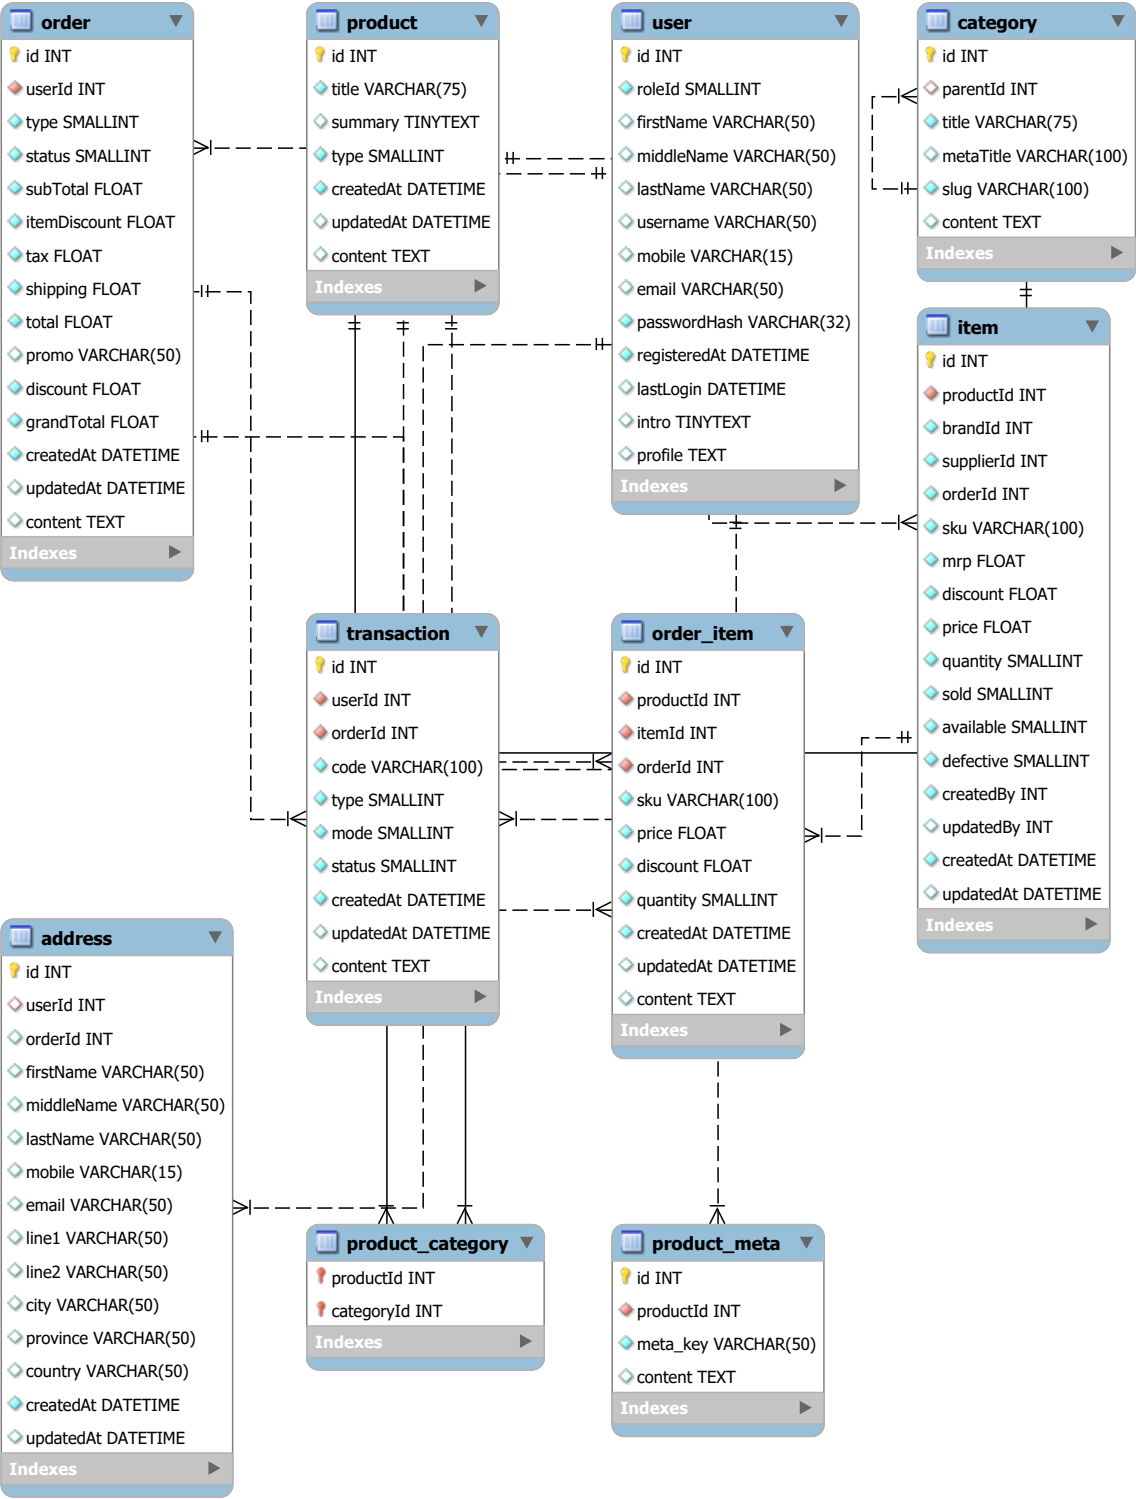 order
id INT
userId INT
type SMALLINT
status SMALLINT
subTotal FLOAT
itemDiscount FLOAT
tax FLOAT
shipping FLOAT
total FLOAT
promo VARCHAR(50)
discount FLOAT
grandTotal FLOAT
createdAt DATETIME
updatedAt DATETIME
content TEXT
Indexes
product
id INT
title VARCHAR(75)
summary TINYTEXT
type SMALLINT
createdAt DATETIME
updatedAt DATETIME
content TEXT
Indexes
user
id INT
roleId SMALLINT
firstName VARCHAR(50)
middleName VARCHAR(50)
lastName VARCHAR(50)
username VARCHAR(50)
mobile VARCHAR(15)
email VARCHAR(50)
passwordHash VARCHAR(32)
registeredAt DATETIME
lastLogin DATETIME
intro TINYTEXT
profile TEXT
Indexes
category
id INT
parentId INT
title VARCHAR(75)
metaTitle VARCHAR(100)
slug VARCHAR(100)
content TEXT
Indexes
item
id INT
productId INT
brandId INT
supplierId INT
orderId INT
sku VARCHAR(100)
mrp FLOAT
discount FLOAT
price FLOAT
quantity SMALLINT
sold SMALLINT
available SMALLINT
defective SMALLINT
createdBy INT
updatedBy INT
createdAt DATETIME
updatedAt DATETIME
Indexes
transaction
id INT
userId INT
orderId INT
code VARCHAR(100)
type SMALLINT
mode SMALLINT
status SMALLINT
createdAt DATETIME
updatedAt DATETIME
content TEXT
Indexes
order_item
id INT
productId INT
itemId INT
orderId INT
sku VARCHAR(100)
price FLOAT
discount FLOAT
quantity SMALLINT
createdAt DATETIME
updatedAt DATETIME
content TEXT
Indexes
address
id INT
userId INT
orderId INT
firstName VARCHAR(50)
middleName VARCHAR(50)
lastName VARCHAR(50)
mobile VARCHAR(15)
email VARCHAR(50)
line1 VARCHAR(50)
line2 VARCHAR(50)
city VARCHAR(50)
province VARCHAR(50)
country VARCHAR(50)
createdAt DATETIME
updatedAt DATETIME
Indexes
product_category
productId INT
categoryId INT
Indexes
product_meta
id INT
productId INT
meta_key VARCHAR(50)
content TEXT
Indexes